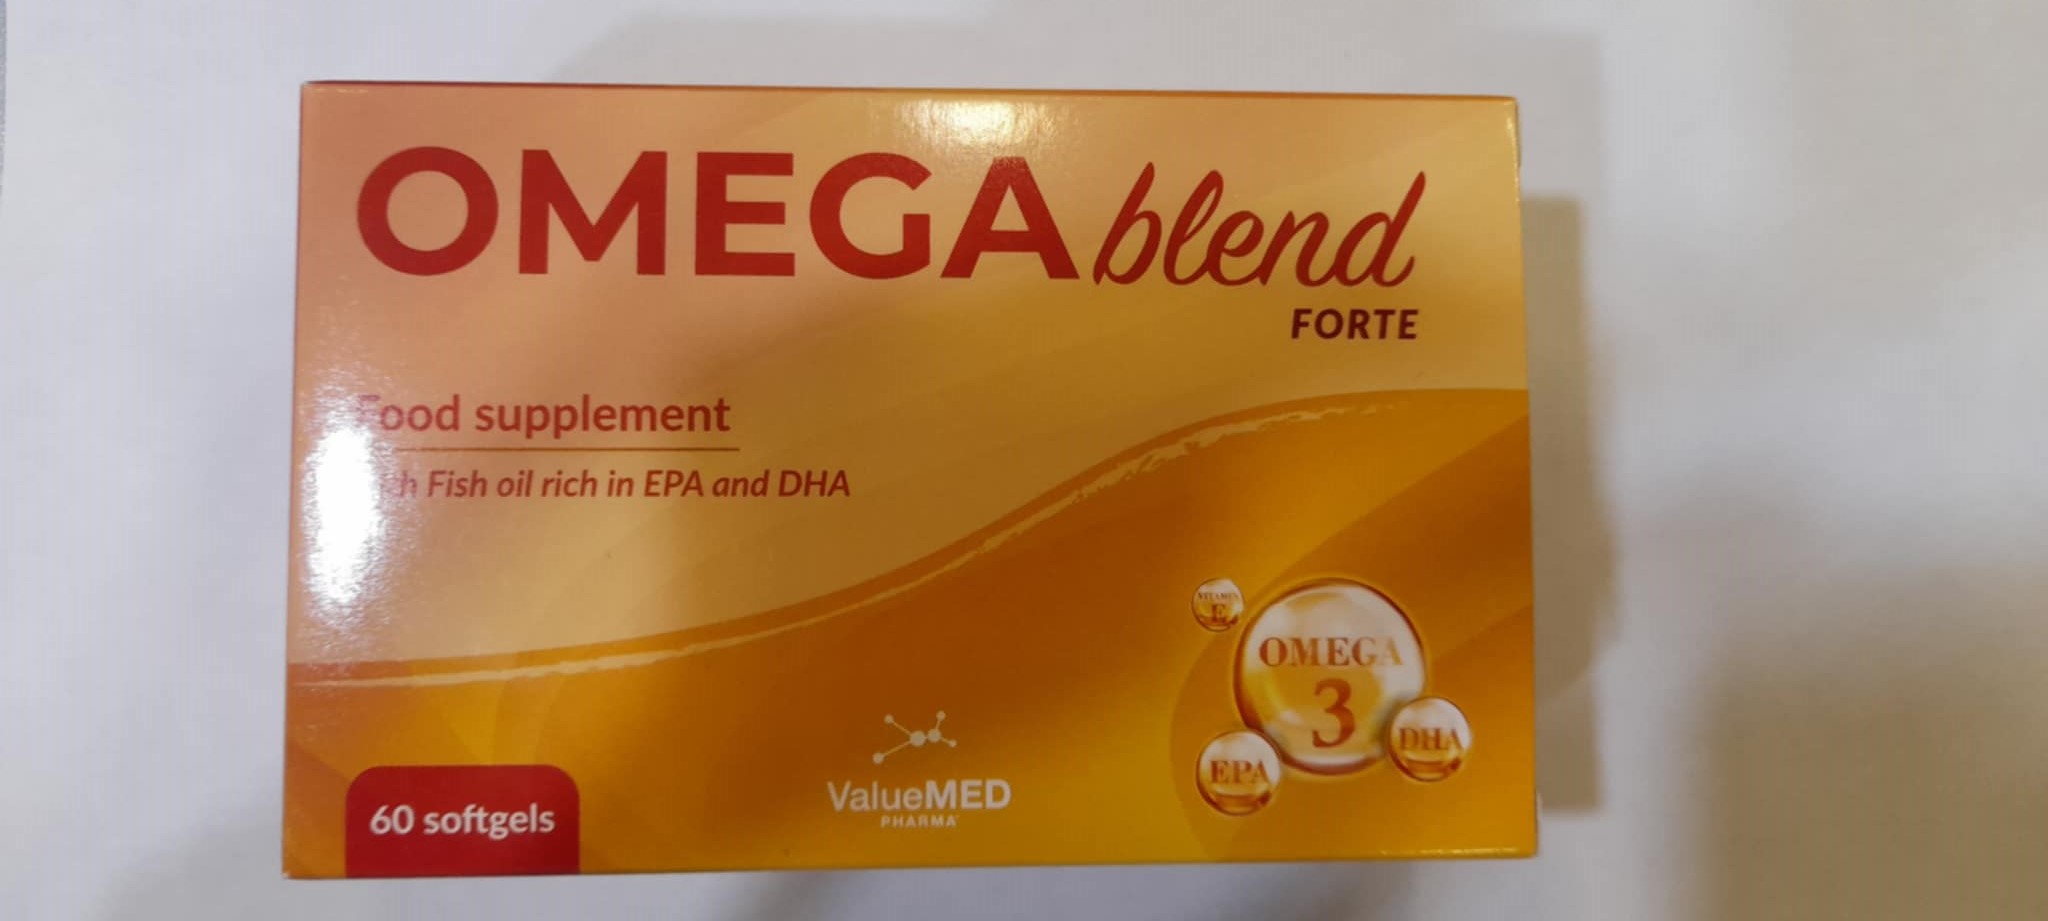 OMEGA blend
FORTE
Food supplement
Fish oil rich in EPA and DHA
VITAMIN
E
OMEGA
3
DHA
EPA
ValueMED
PHARMA
60 softgels